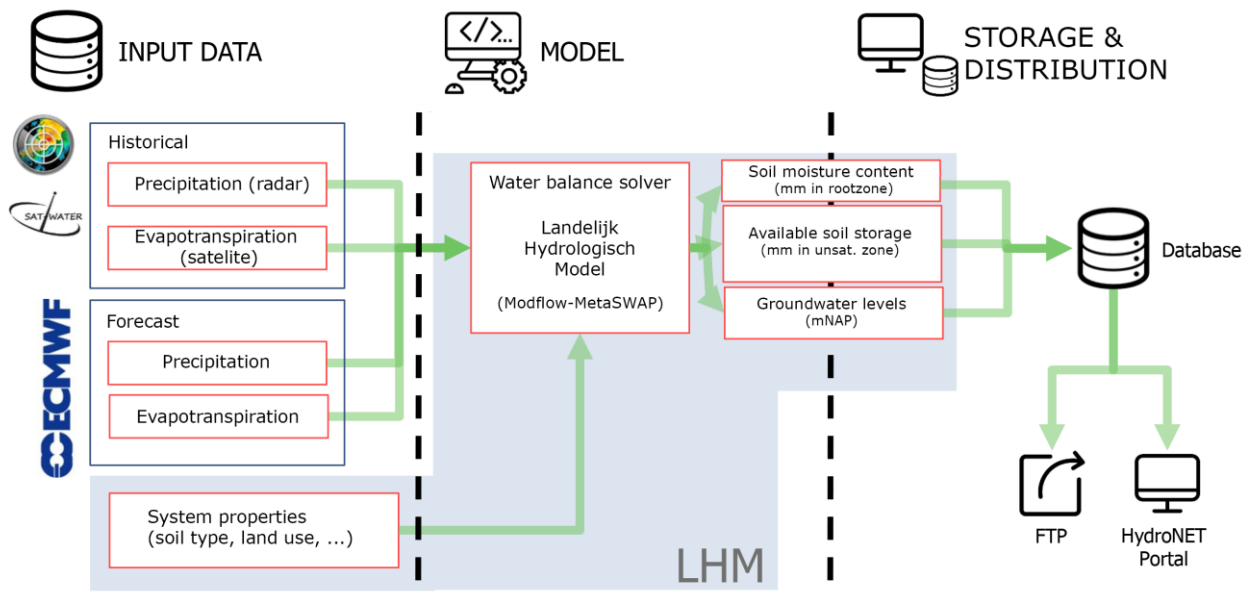 INPUT DATA
MODEL
STORAGE &
DISTRIBUTION
</>...
Historical
Precipitation (radar)
SAT-WATER
Evapotranspiration
(satelite)
ECMWF
Forecast
Precipitation
Evapotranspiration
System properties
(soil type, land use, ...)
Water balance solver
Landelijk
Hydrologisch
Model
(Modflow-MetaSWAP)
Soil moisture content
(mm in rootzone)
Available soil storage
(mm in unsat. zone)
Groundwater levels
(mNAP)
LHM
Database
FTP
HydroNET
Portal